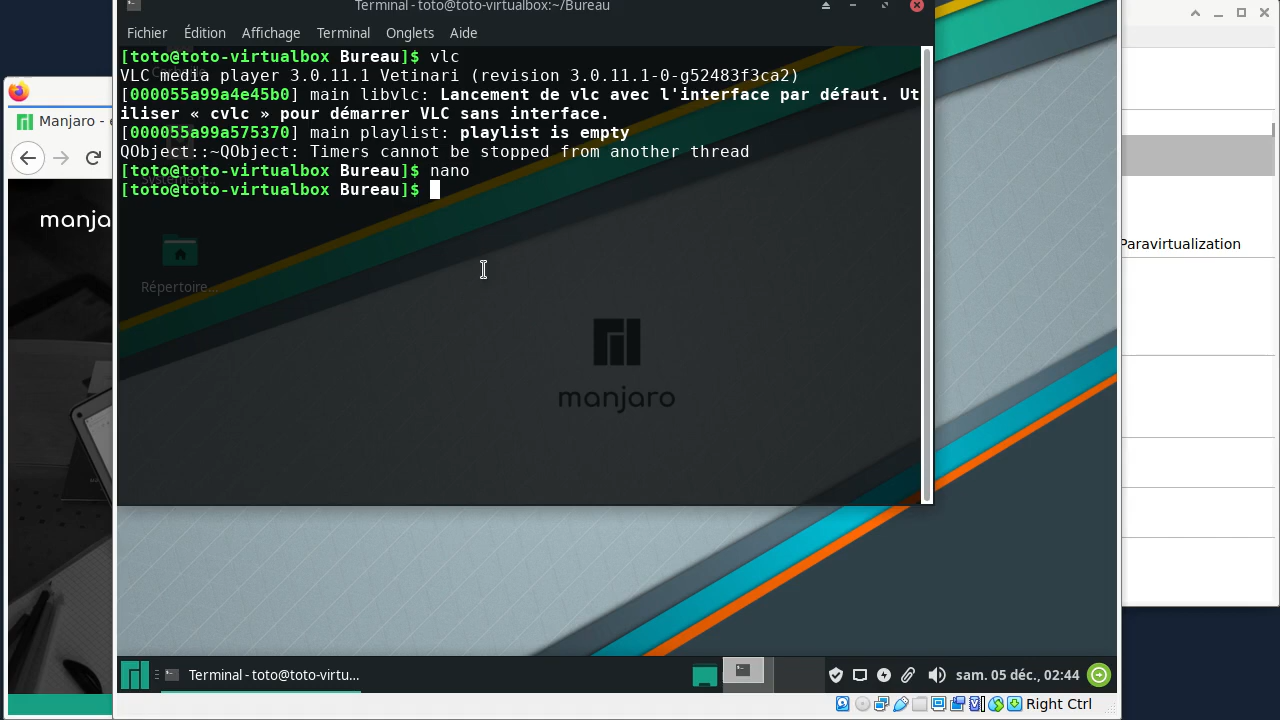 Terminal - toto@toto-virtualbox:~/Bureau
Fichier Édition Affichage Terminal Onglets Aide
[toto@toto-virtualbox Bureau]$ vlc
VLC media player 3.0.11.1 Vetinari (revision 3.0.11.1-0-g52483f3ca2)
[000055a99a4e45b0] main libvlc: Lancement de vlc avec l'interface par défaut. Ut
iliser « cvlc » pour démarrer VLC sans interface.
[000055a99a575370] main playlist: playlist is empty
QObject::~QObject: Timers cannot be stopped from another thread
[toto@toto-virtualbox Bureau]$ nano
[toto@toto-virtualbox Bureau]$
Manjaro -
manja
Répertoire...
manjaro
Paravirtualization
Terminal - toto@toto-virtu...
sam. 05 déc., 02:44
Right Ctrl